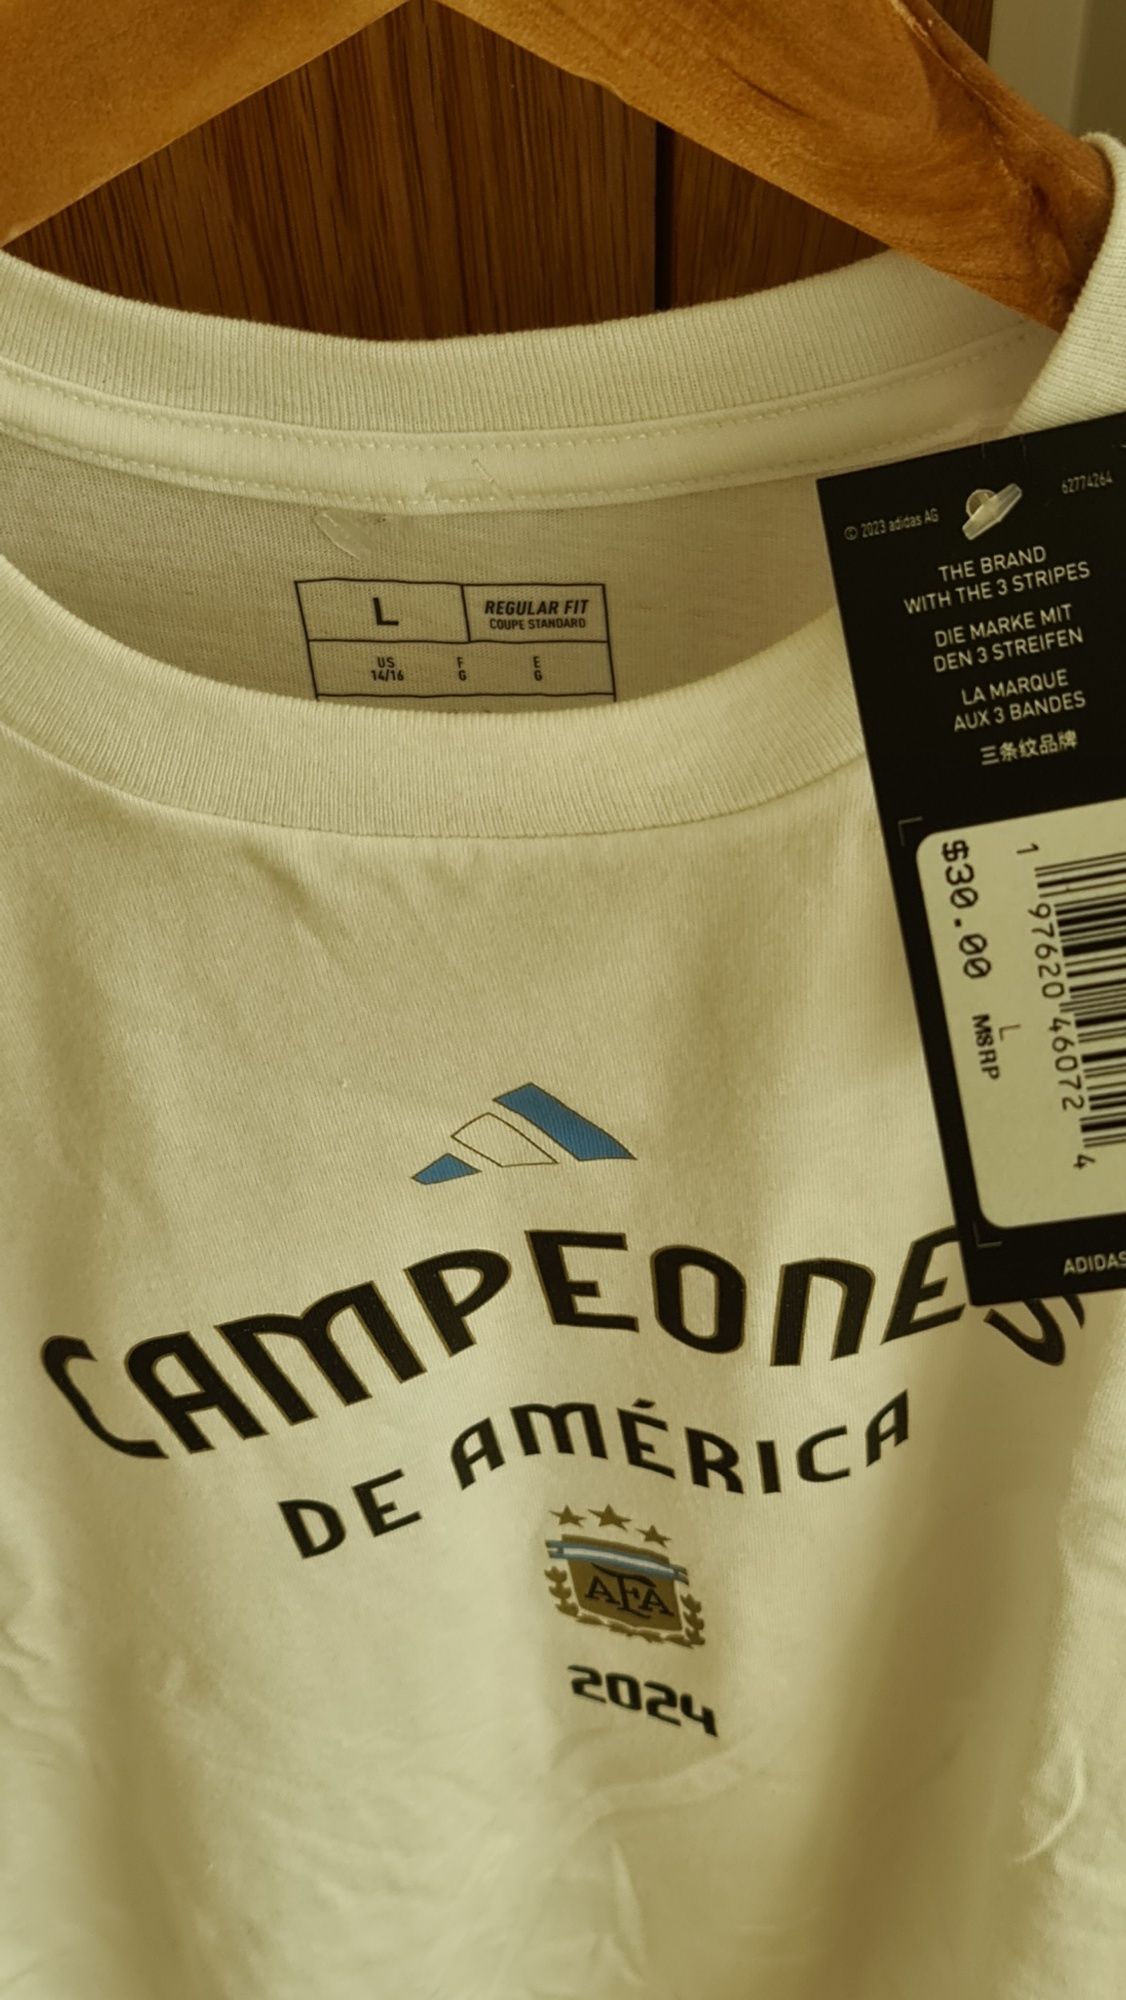 L
REGULAR FIT
COUPE STANDARD
US
14/16
F
G
E
G
© 2023 adidas AG
62774264
THE BRAND
WITH THE 3 STRIPES
DIE MARKE MIT
DEN 3 STREIFEN
LA MARQUE
AUX 3 BANDES
三条纹品牌
$30.00 MSRP
L
1 97620 46072 4
ADIDAS
CAMPEONES
DE AMÉRICA
AFA
2024